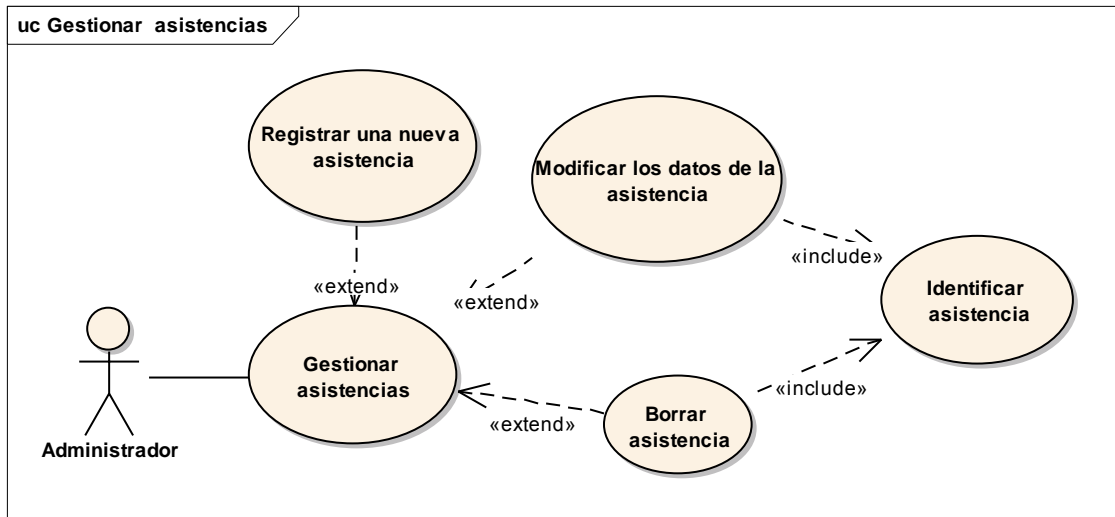 uc Gestionar asistencias
Registrar una nueva
asistencia
Modificar los datos de la
asistencia
«include»
«extend»
«extend»
Identificar
asistencia
Gestionar
asistencias
«include»
«extend»
Borrar
asistencia
Administrador